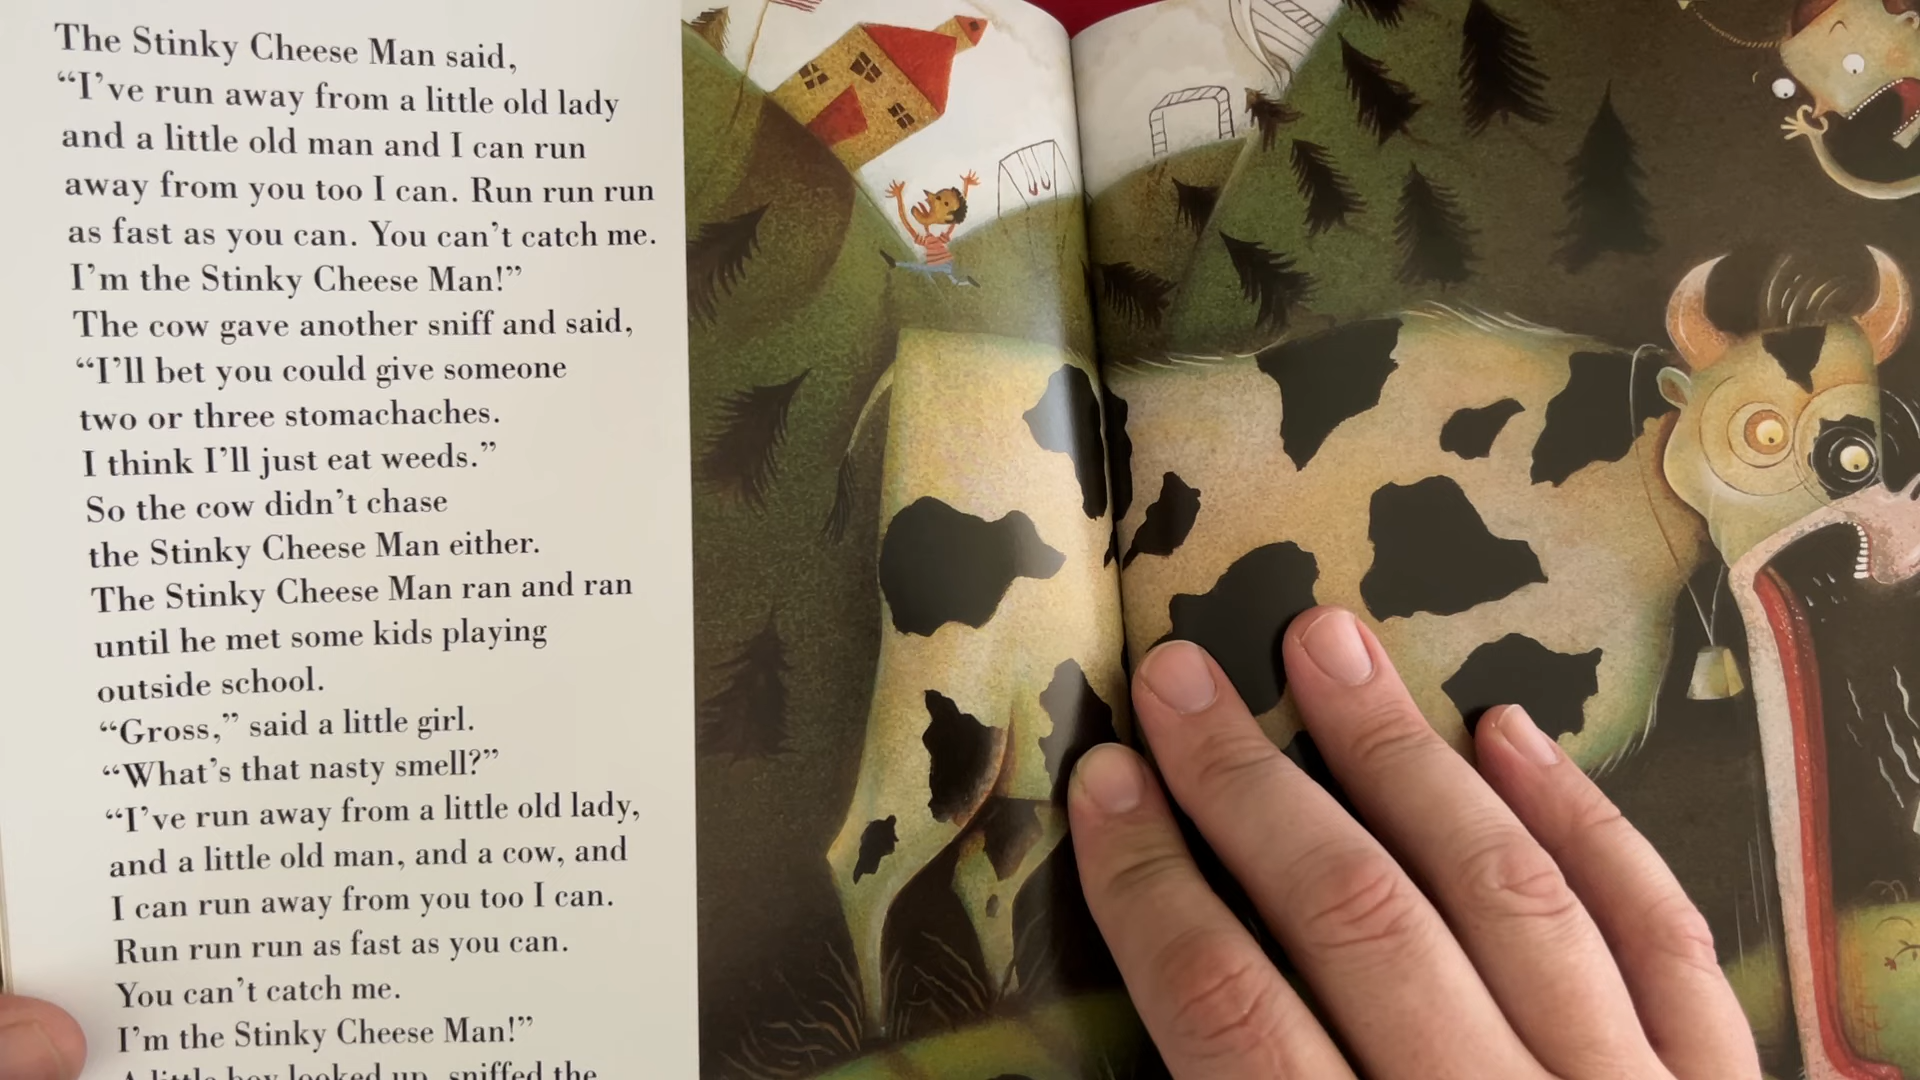 The Stinky Cheese Man said,
“I’ve run away from a little old lady
and a little old man and I can run
away from you too I can. Run run run
as fast as you can. You can’t catch me.
I’m the Stinky Cheese Man!”
The cow gave another sniff and said,
“I’ll bet you could give someone
two or three stomachaches.
I think I’ll just eat weeds.”
So the cow didn’t chase
the Stinky Cheese Man either.
The Stinky Cheese Man ran and ran
until he met some kids playing
outside school.
“Gross,” said a little girl.
“What’s that nasty smell?”
“I’ve run away from a little old lady,
and a little old man, and a cow, and
I can run away from you too I can.
Run run run as fast as you can.
You can’t catch me.
I’m the Stinky Cheese Man!”
A little boy looked up, sniffed the